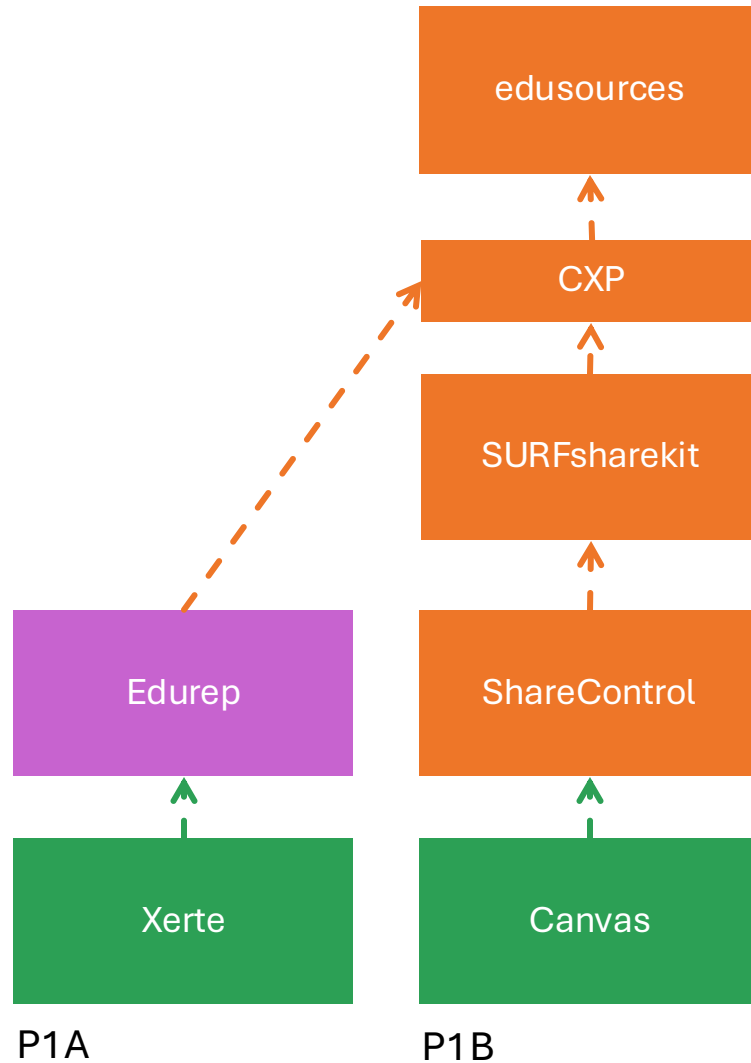 edusources
CXP
SURFsharekit
Edurep
ShareControl
Xerte
Canvas
P1A
P1B